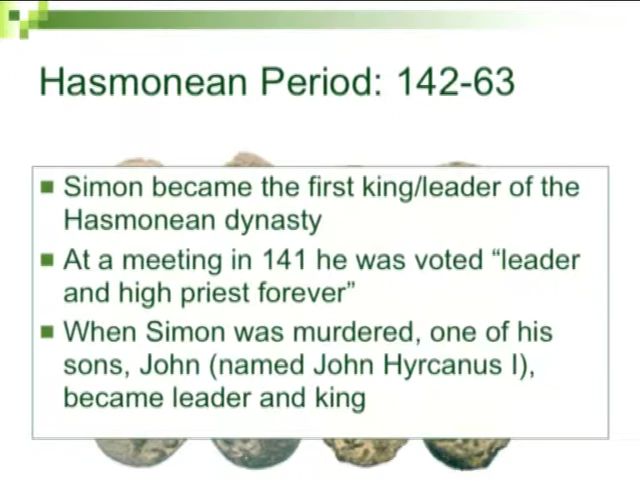 Hasmonean Period: 142-63
Simon became the first king/leader of the
Hasmonean dynasty
At a meeting in 141 he was voted “leader
and high priest forever”
When Simon was murdered, one of his
sons, John (named John Hyrcanus I),
became leader and king